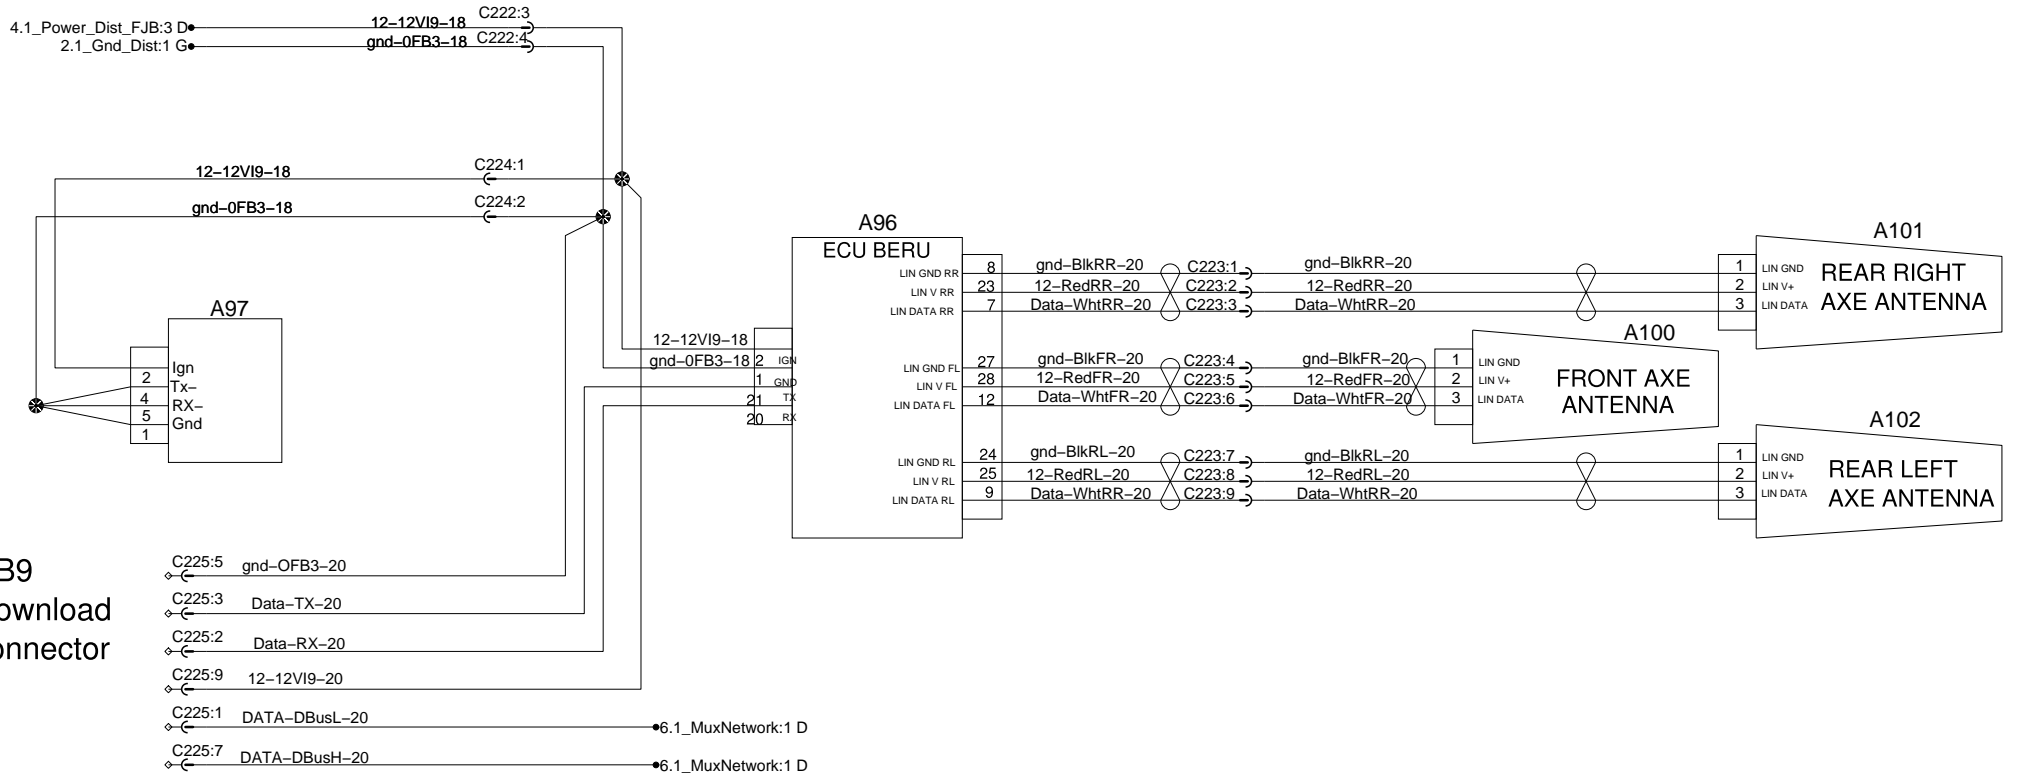 4.1_Power_Dist_FJB:3 D
12-12VI9-18
C222:3
2.1_Gnd_Dist:1 G
gnd-0FB3-18
C222:4
12-12VI9-18
C224:1
gnd-0FB3-18
C224:2
A97
Ign
2
Tx-
4
RX-
5
Gnd
1
A96
ECU BERU
12-12VI9-18
gnd-0FB3-18
2
IGN
1
GND
21
TX
20
RX
LIN GND RR
8
gnd-BlkRR-20
C223:1
gnd-BlkRR-20
LIN V RR
23
12-RedRR-20
C223:2
12-RedRR-20
LIN DATA RR
7
Data-WhtRR-20
C223:3
Data-WhtRR-20
A101
1
LIN GND
2
LIN V+
3
LIN DATA
REAR RIGHT
AXE ANTENNA
LIN GND FL
27
gnd-BlkFR-20
C223:4
gnd-BlkFR-20
LIN V FL
28
12-RedFR-20
C223:5
12-RedFR-20
LIN DATA FL
12
Data-WhtFR-20
C223:6
Data-WhtFR-20
A100
1
LIN GND
2
LIN V+
3
LIN DATA
FRONT AXE
ANTENNA
LIN GND RL
24
gnd-BlkRL-20
C223:7
gnd-BlkRL-20
LIN V RL
25
12-RedRL-20
C223:8
12-RedRL-20
LIN DATA RL
9
Data-WhtRR-20
C223:9
Data-WhtRR-20
A102
1
LIN GND
2
LIN V+
3
LIN DATA
REAR LEFT
AXE ANTENNA
B9
ownload
onnector
C225:5
gnd-OFB3-20
C225:3
Data-TX-20
C225:2
Data-RX-20
C225:9
12-12VI9-20
C225:1
DATA-DBusL-20
6.1_MuxNetwork:1 D
C225:7
DATA-DBusH-20
6.1_MuxNetwork:1 D